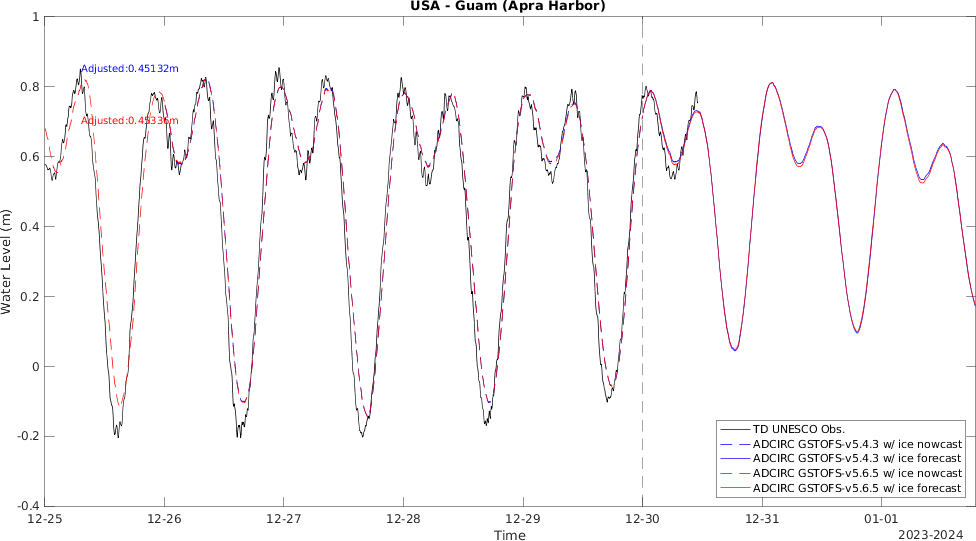 USA - Guam (Apra Harbor)
1
0.8
0.6
0.4
0.2
0
-0.2
-0.4
Water Level (m)
Adjusted:0.45132m
Adjusted:0.45336m
TD UNESCO Obs.
ADCIRC GSTOFS-v5.4.3 w/ ice nowcast
ADCIRC GSTOFS-v5.4.3 w/ ice forecast
ADCIRC GSTOFS-v5.6.5 w/ ice nowcast
ADCIRC GSTOFS-v5.6.5 w/ ice forecast
12-25 12-26 12-27 12-28 12-29 12-30 12-31 01-01
Time
2023-2024